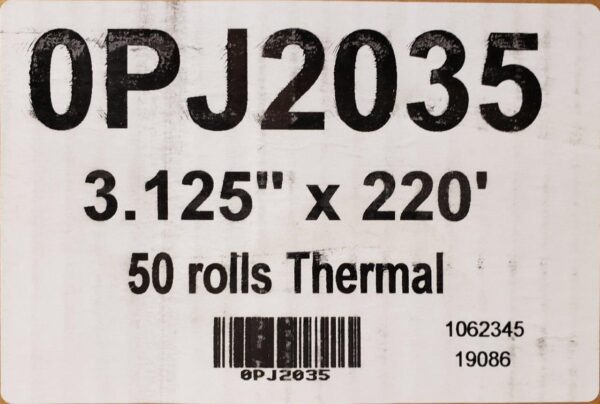 0PJ2035
3.125" x 220'
50 rolls Thermal
0PJ2035
1062345
19086